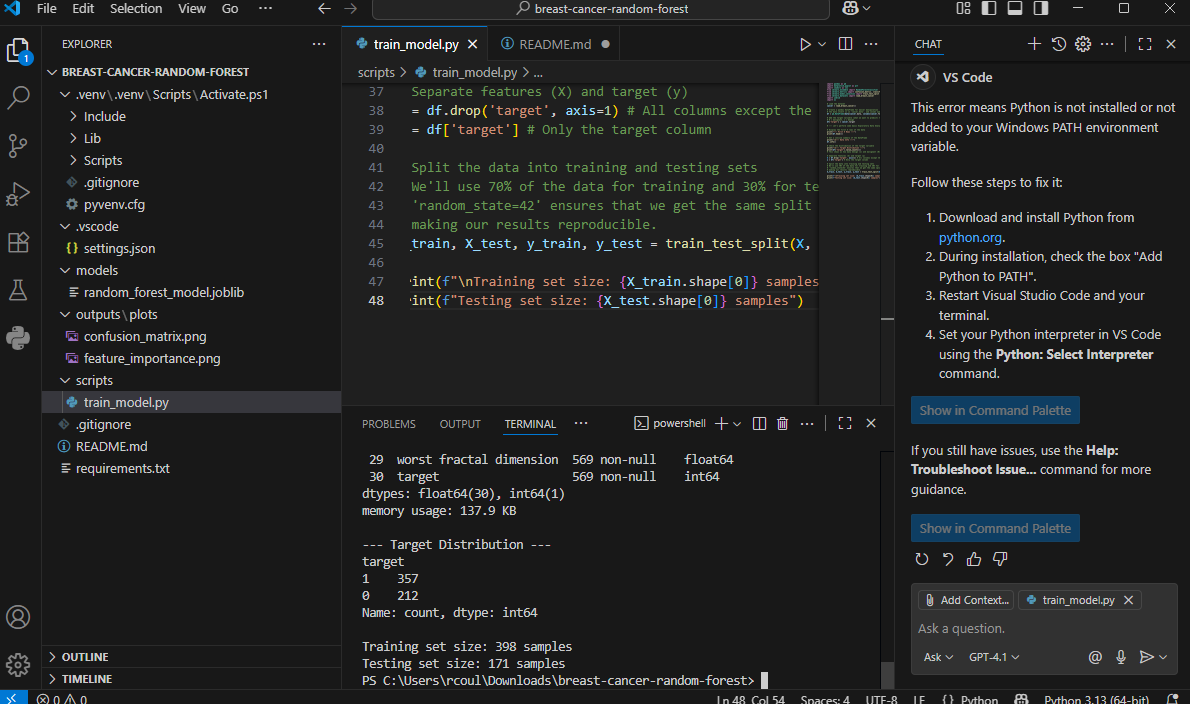 File Edit Selection View Go ··· breast-cancer-random-forest
EXPLORER ···
BREAST-CANCER-RANDOM-FOREST
.venv\.venv\Scripts\Activate.ps1
Include
Lib
Scripts
.gitignore
pyvenv.cfg
.vscode
settings.json
models
random_forest_model.joblib
outputs\plots
confusion_matrix.png
feature_importance.png
scripts
train_model.py
.gitignore
README.md
requirements.txt
OUTLINE
TIMELINE
train_model.py README.md
scripts > train_model.py > ...
37 Separate features (X) and target (y)
38 = df.drop('target', axis=1) # All columns except the
39 = df['target'] # Only the target column
40
41 Split the data into training and testing sets
42 We'll use 70% of the data for training and 30% for te
43 'random_state=42' ensures that we get the same split
44 making our results reproducible.
45 _train, X_test, y_train, y_test = train_test_split(X,
46
47 rint(f"\nTraining set size: {X_train.shape[0]} samples
48 rint(f"Testing set size: {X_test.shape[0]} samples")
PROBLEMS OUTPUT TERMINAL ··· powershell ···
29 worst fractal dimension 569 non-null float64
30 target 569 non-null int64
dtypes: float64(30), int64(1)
memory usage: 137.9 KB
--- Target Distribution ---
target
1 357
0 212
Name: count, dtype: int64
Training set size: 398 samples
Testing set size: 171 samples
PS C:\Users\rcoul\Downloads\breast-cancer-random-forest>
CHAT
VS Code
This error means Python is not installed or not
added to your Windows PATH environment
variable.
Follow these steps to fix it:
1. Download and install Python from
python.org.
2. During installation, check the box "Add
Python to PATH".
3. Restart Visual Studio Code and your
terminal.
4. Set your Python interpreter in VS Code
using the Python: Select Interpreter
command.
Show in Command Palette
If you still have issues, use the Help:
Troubleshoot Issue... command for more
guidance.
Show in Command Palette
Add Context... train_model.py
Ask a question.
Ask GPT-4.1
0 0 Ln 48, Col 54 Spaces: 4 UTF-8 LF {} Python Python 3.13 (64-bit)